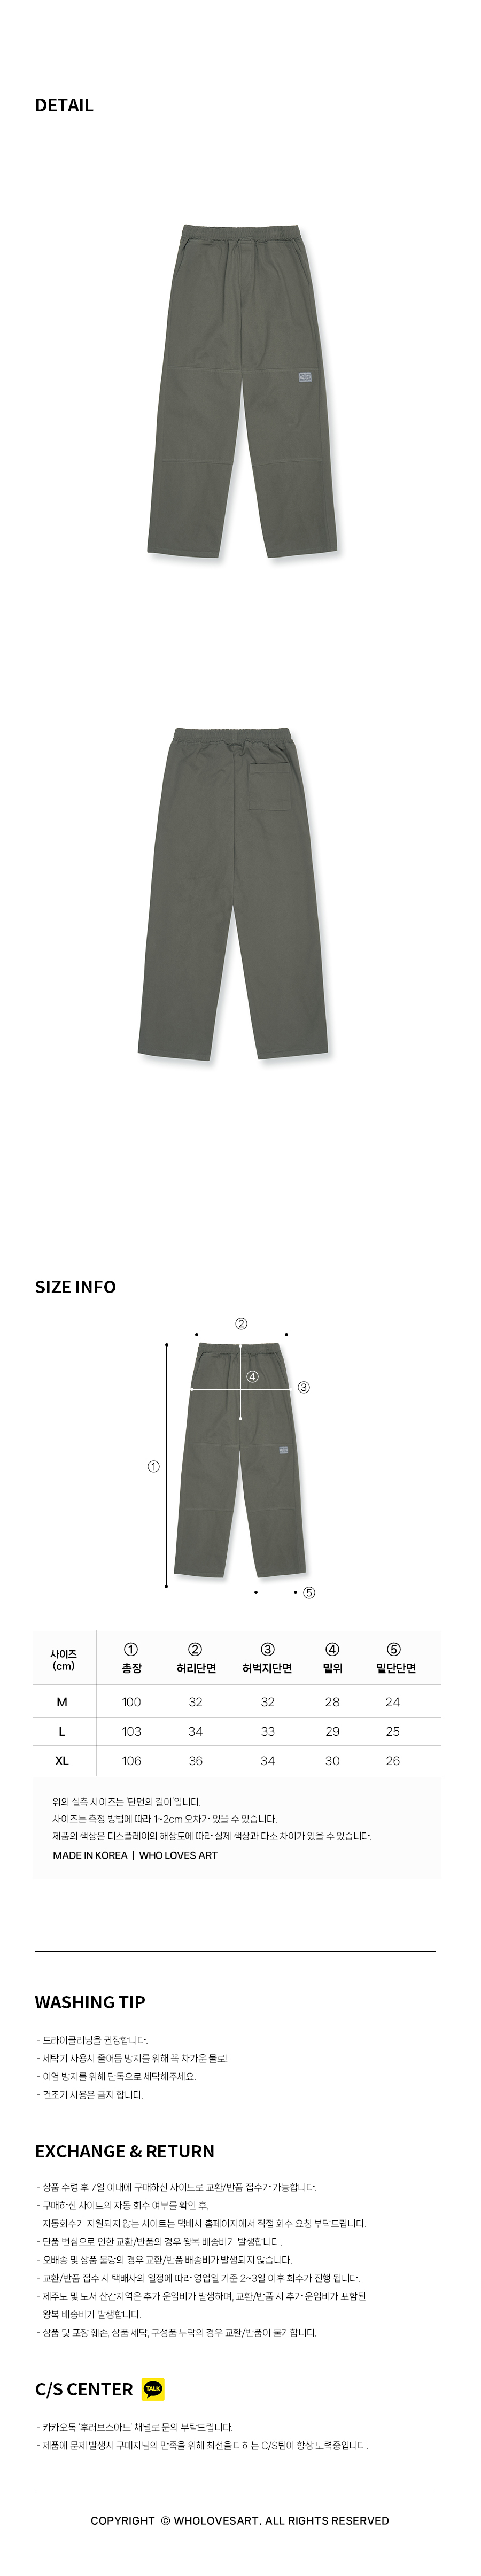 DETAIL
SIZE INFO
②
④
③
①
⑤
사이즈 (cm) ① 총장 ② 허리단면 ③ 허벅지단면 ④ 밑위 ⑤ 밑단단면
M 100 32 32 28 24
L 103 34 33 29 25
XL 106 36 34 30 26
위의 실측 사이즈는 '단면의 길이'입니다.
사이즈는 측정 방법에 따라 1~2cm 오차가 있을 수 있습니다.
제품의 색상은 디스플레이의 해상도에 따라 실제 색상과 다소 차이가 있을 수 있습니다.
MADE IN KOREA | WHO LOVES ART
WASHING TIP
- 드라이클리닝을 권장합니다.
- 세탁기 사용시 줄어듬 방지를 위해 꼭 차가운 물로!
- 이염 방지를 위해 단독으로 세탁해주세요.
- 건조기 사용은 금지 합니다.
EXCHANGE & RETURN
- 상품 수령 후 7일 이내에 구매하신 사이트로 교환/반품 접수가 가능합니다.
- 구매하신 사이트의 자동 회수 여부를 확인 후,
자동회수가 지원되지 않는 사이트는 택배사 홈페이지에서 직접 회수 요청 부탁드립니다.
- 단품 변심으로 인한 교환/반품의 경우 왕복 배송비가 발생합니다.
- 오배송 및 상품 불량의 경우 교환/반품 배송비가 발생되지 않습니다.
- 교환/반품 접수 시 택배사의 일정에 따라 영업일 기준 2~3일 이후 회수가 진행 됩니다.
- 제주도 및 도서 산간지역은 추가 운임비가 발생하며, 교환/반품 시 추가 운임비가 포함된
왕복 배송비가 발생합니다.
- 상품 및 포장 훼손, 상품 세탁, 구성품 누락의 경우 교환/반품이 불가합니다.
C/S CENTER TALK
- 카카오톡 '후러브스아트' 채널로 문의 부탁드립니다.
- 제품에 문제 발생시 구매자님의 만족을 위해 최선을 다하는 C/S팀이 항상 노력중입니다.
COPYRIGHT © WHOLOVESART. ALL RIGHTS RESERVED